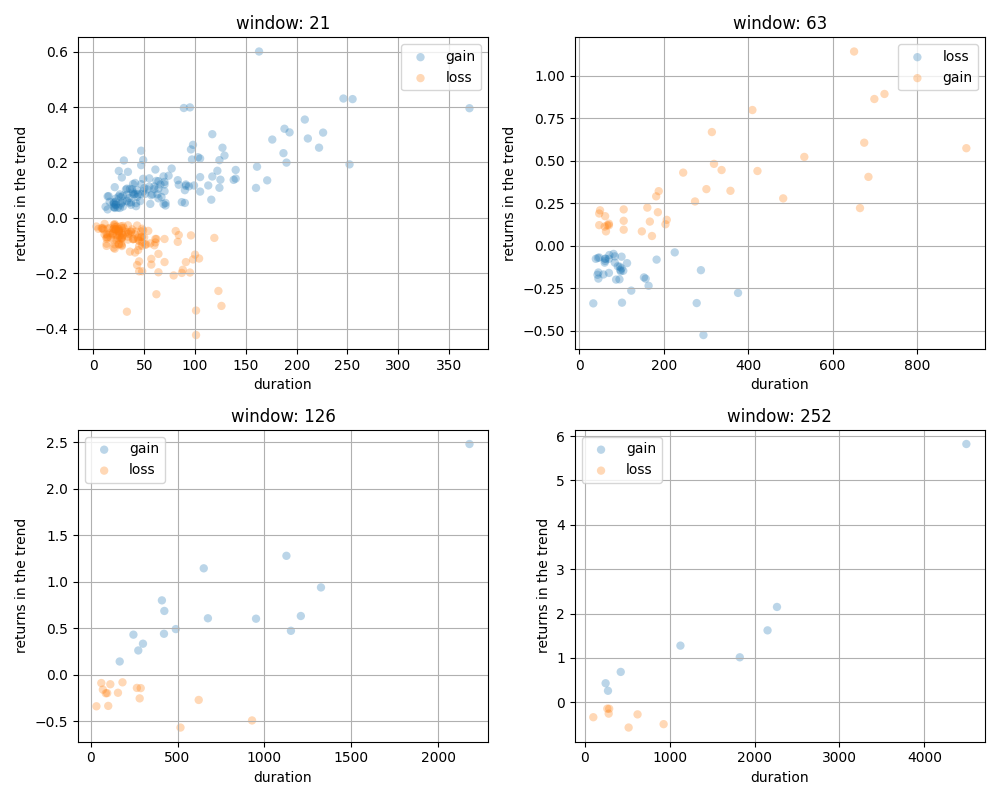 window: 21
gain
loss
0.6
0.4
0.2
0.0
−0.2
−0.4
returns in the trend
0 50 100 150 200 250 300 350
duration
window: 63
loss
gain
1.00
0.75
0.50
0.25
0.00
−0.25
−0.50
returns in the trend
0 200 400 600 800
duration
window: 126
gain
loss
2.5
2.0
1.5
1.0
0.5
0.0
−0.5
returns in the trend
0 500 1000 1500 2000
duration
window: 252
gain
loss
6
5
4
3
2
1
0
returns in the trend
0 1000 2000 3000 4000
duration